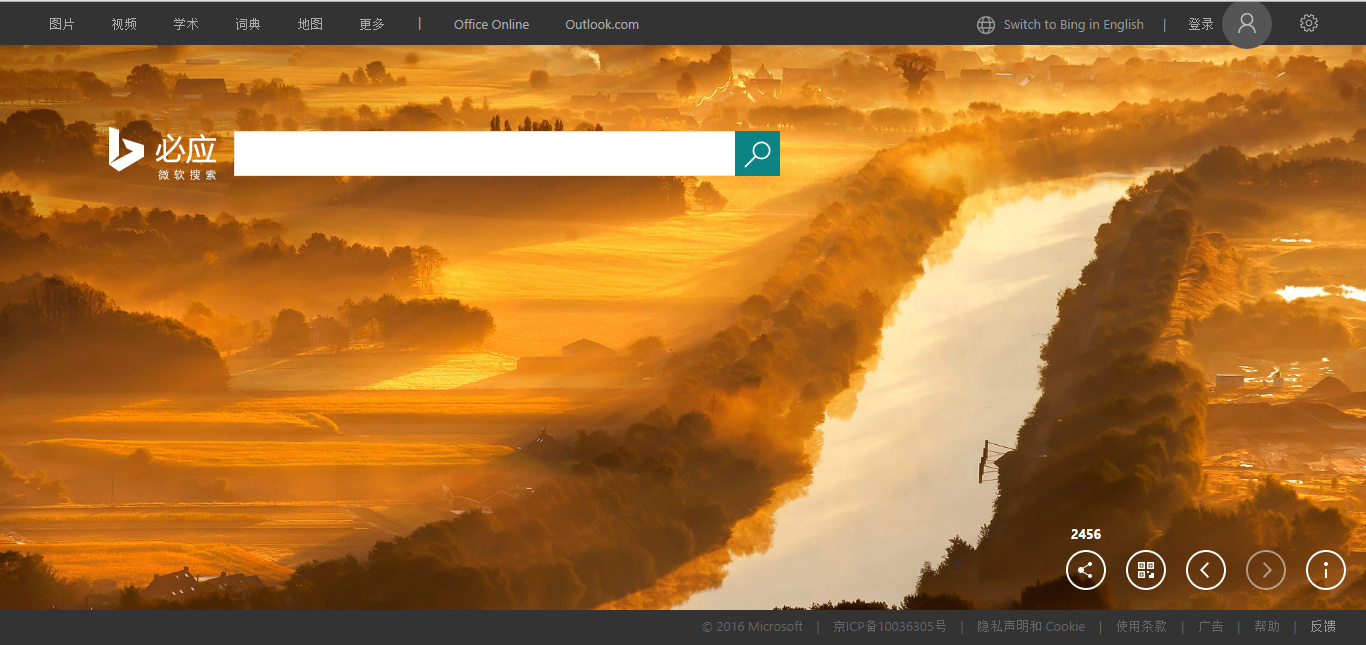 图片 视频 学术 词典 地图 更多 | Office Online Outlook.com Switch to Bing in English | 登录
必应
微软搜索
2456
© 2016 Microsoft | 京ICP备10036305号 | 隐私声明和 Cookie | 使用条款 | 广告 | 帮助 | 反馈